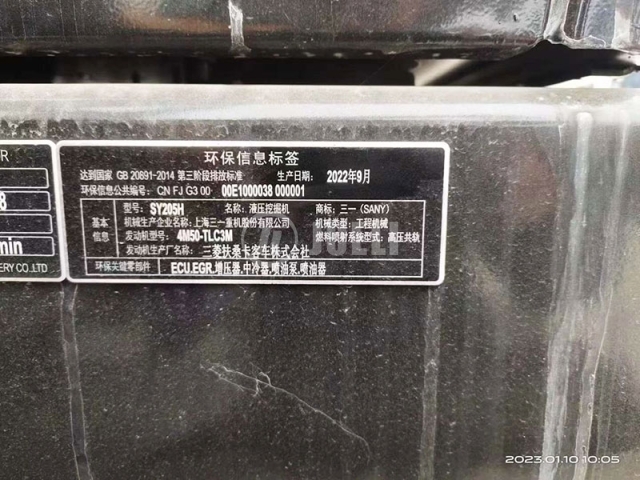 R
8
min
ERY CO.LTD
环保信息标签
达到国家 GB 20891-2014 第三阶段排放标准 生产日期: 2022年9月
环保信息公共编号: CN FJ G3 00 00E1000038 000001
基本信息
型号: SY205H 名称: 液压挖掘机 商标: 三一 (SANY)
机械生产企业名称: 上海三一重机股份有限公司 机械类型: 工程机械
发动机型号: 4M50-TLC3M 燃料喷射系统型式: 高压共轨
发动机生产厂: 三菱扶桑卡客车株式会社
环保关键零部件 ECU,EGR,增压器,中冷器,喷油泵,喷油器
2023.01.10 10:05